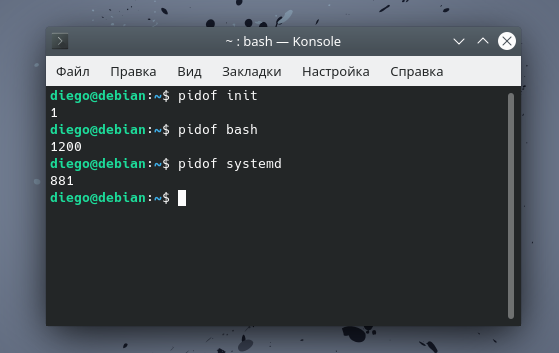 ~ : bash — Konsole
Файл Правка Вид Закладки Настройка Справка
diego@debian:~$ pidof init
1
diego@debian:~$ pidof bash
1200
diego@debian:~$ pidof systemd
881
diego@debian:~$